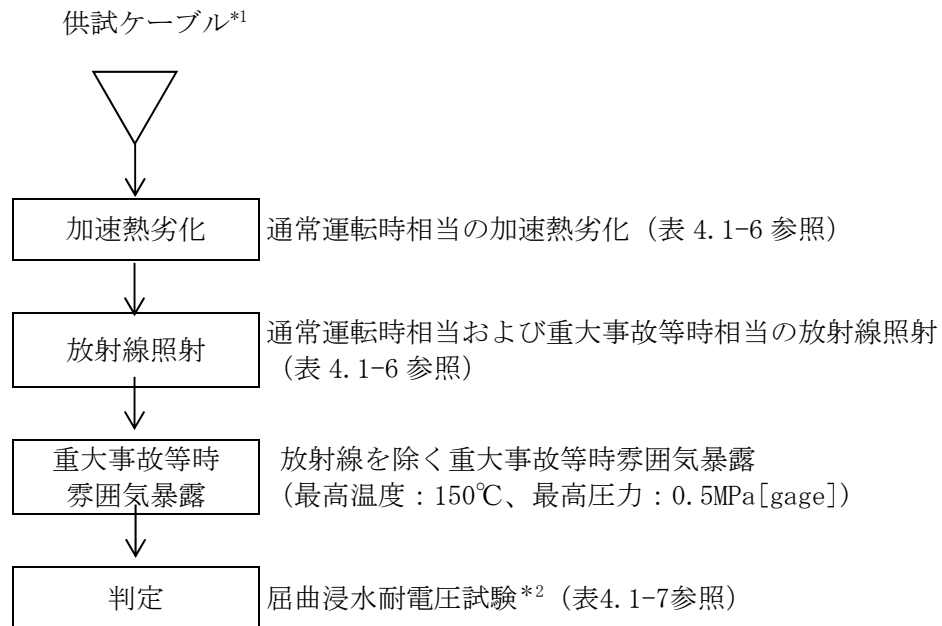 供試ケーブル*1
加速熱劣化
通常運転時相当の加速熱劣化（表 4.1-6 参照）
放射線照射
通常運転時相当および重大事故等時相当の放射線照射
（表 4.1-6 参照）
重大事故等時
雰囲気暴露
放射線を除く重大事故等時雰囲気暴露
（最高温度：150℃、最高圧力：0.5MPa[gage]）
判定
屈曲浸水耐電圧試験*2（表4.1-7参照）